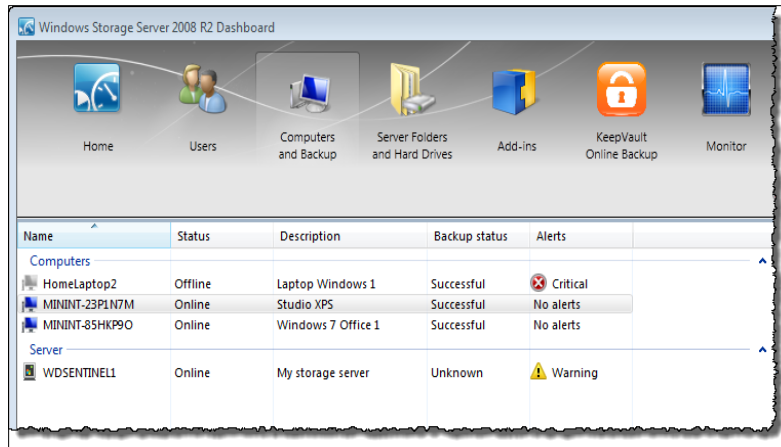 Windows Storage Server 2008 R2 Dashboard
Home
Users
Computers and Backup
Server Folders and Hard Drives
Add-ins
KeepVault Online Backup
Monitor
Name Status Description Backup status Alerts
Computers
HomeLaptop2 Offline Laptop Windows 1 Successful Critical
MININT-23P1N7M Online Studio XPS Successful No alerts
MININT-85HKP9O Online Windows 7 Office 1 Successful No alerts
Server
WDSENTINEL1 Online My storage server Unknown Warning